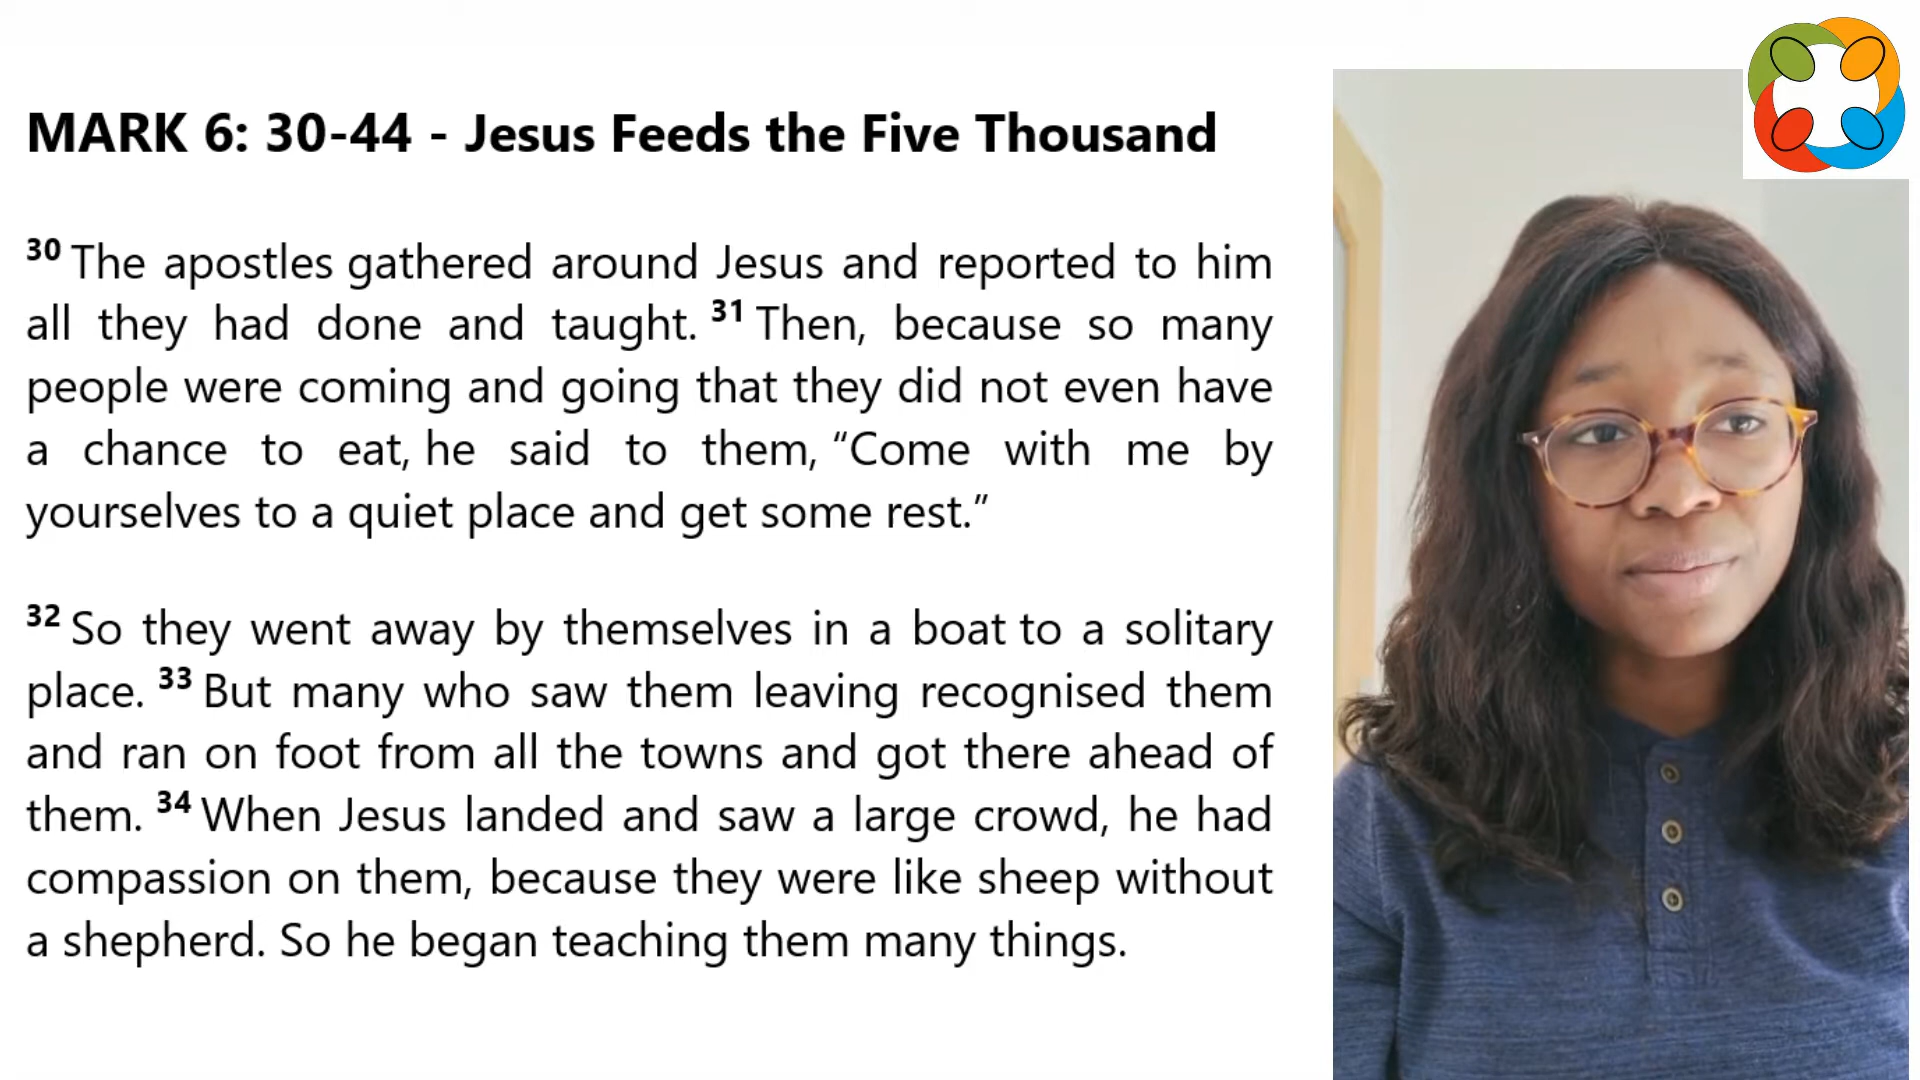 MARK 6: 30-44 - Jesus Feeds the Five Thousand
30 The apostles gathered around Jesus and reported to him
all they had done and taught. 31 Then, because so many
people were coming and going that they did not even have
a chance to eat, he said to them, “Come with me by
yourselves to a quiet place and get some rest.”
32 So they went away by themselves in a boat to a solitary
place. 33 But many who saw them leaving recognised them
and ran on foot from all the towns and got there ahead of
them. 34 When Jesus landed and saw a large crowd, he had
compassion on them, because they were like sheep without
a shepherd. So he began teaching them many things.